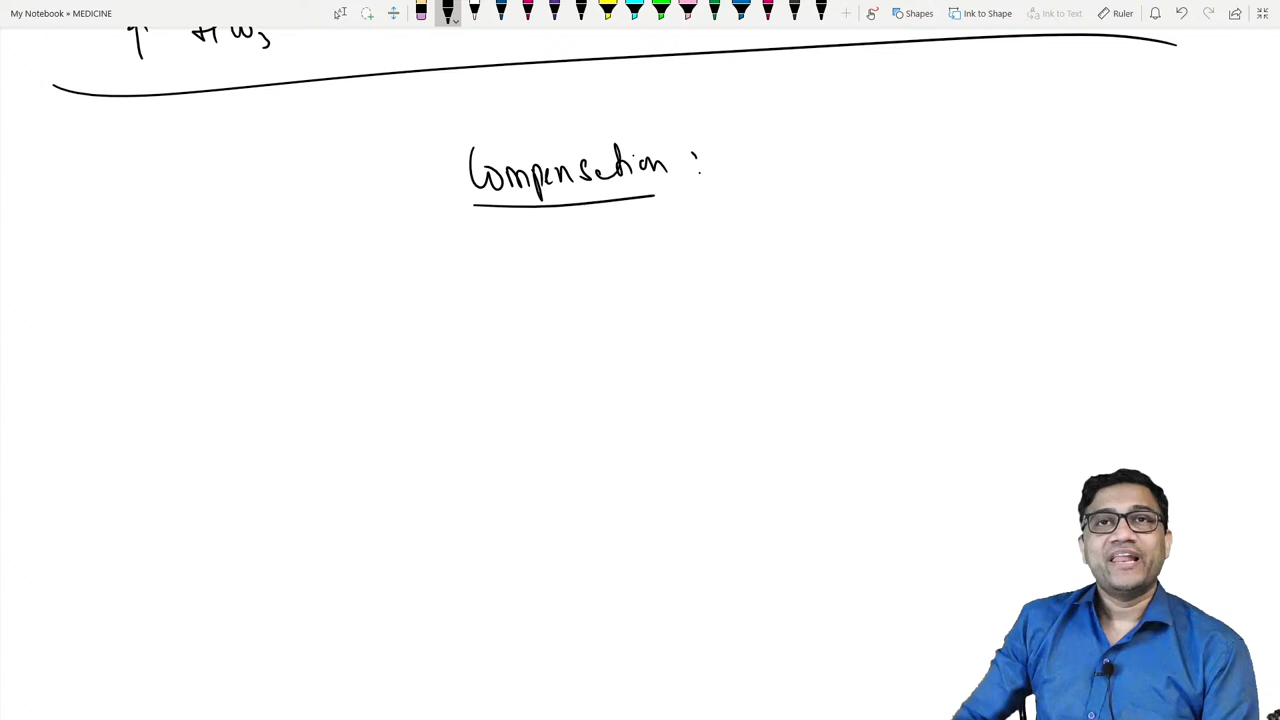 My Notebook » MEDICINE
Shapes
Ink to Shape
Ink to Text
Ruler
Compensation :